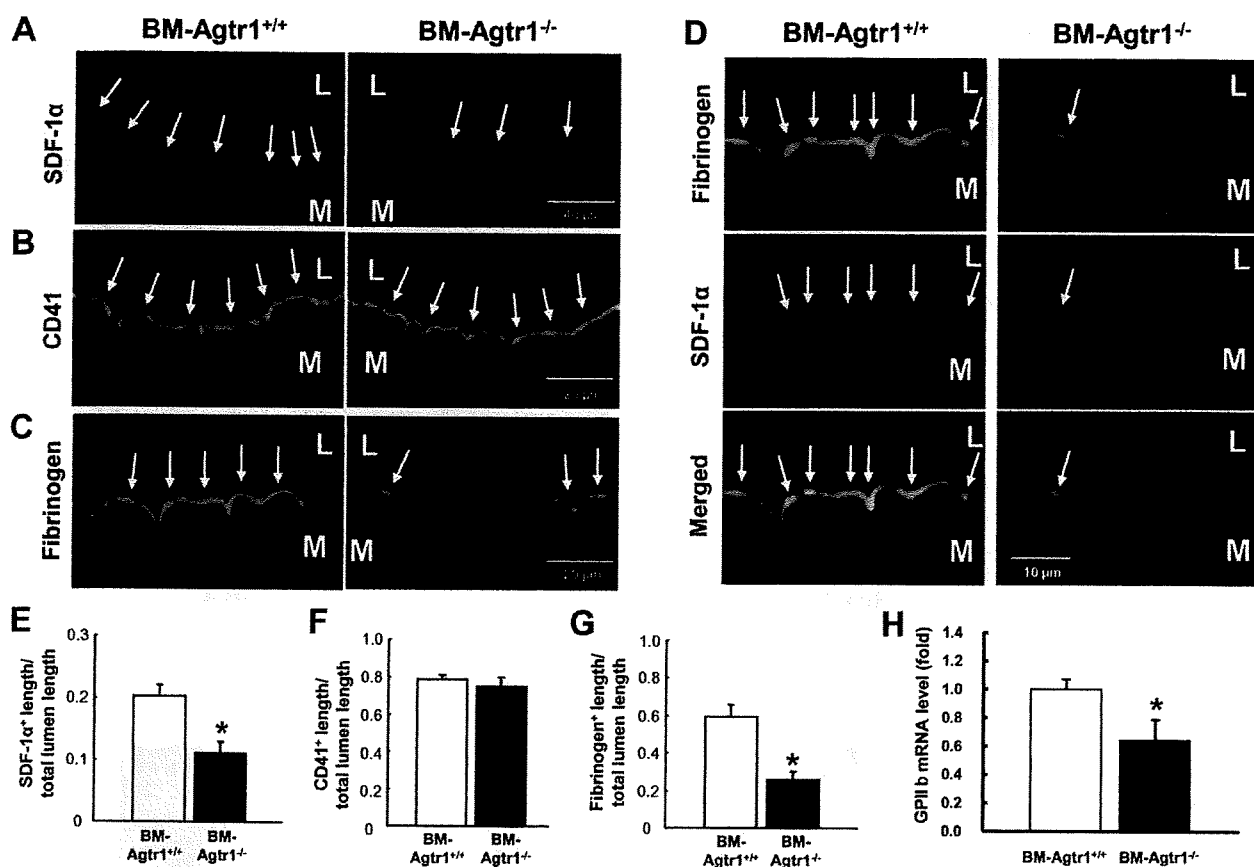 A
BM-Agtr1+/+
BM-Agtr1-/-
SDF-1α
L
L
M
M
B
CD41
L
L
M
M
C
Fibrinogen
L
L
M
M
20 µm
D
BM-Agtr1+/+
BM-Agtr1-/-
Fibrinogen
L
L
M
M
SDF-1α
L
L
M
M
Merged
L
L
M
M
10 µm
E
SDF-1α+ length/
total lumen length
0.3
0.2
0.1
0
*
BM-
Agtr1+/+
BM-
Agtr1-/-
F
CD41+ length/
total lumen length
1.0
0.8
0.6
0.4
0.2
0
BM-
Agtr1+/+
BM-
Agtr1-/-
G
Fibrinogen+ length/
total lumen length
1.0
0.8
0.6
0.4
0.2
0
*
BM-
Agtr1+/+
BM-
Agtr1-/-
H
GPII b mRNA level (fold)
1.4
1.2
1.0
0.8
0.6
0.4
0.2
0.0
*
BM-Agtr1+/+
BM-Agtr1-/-